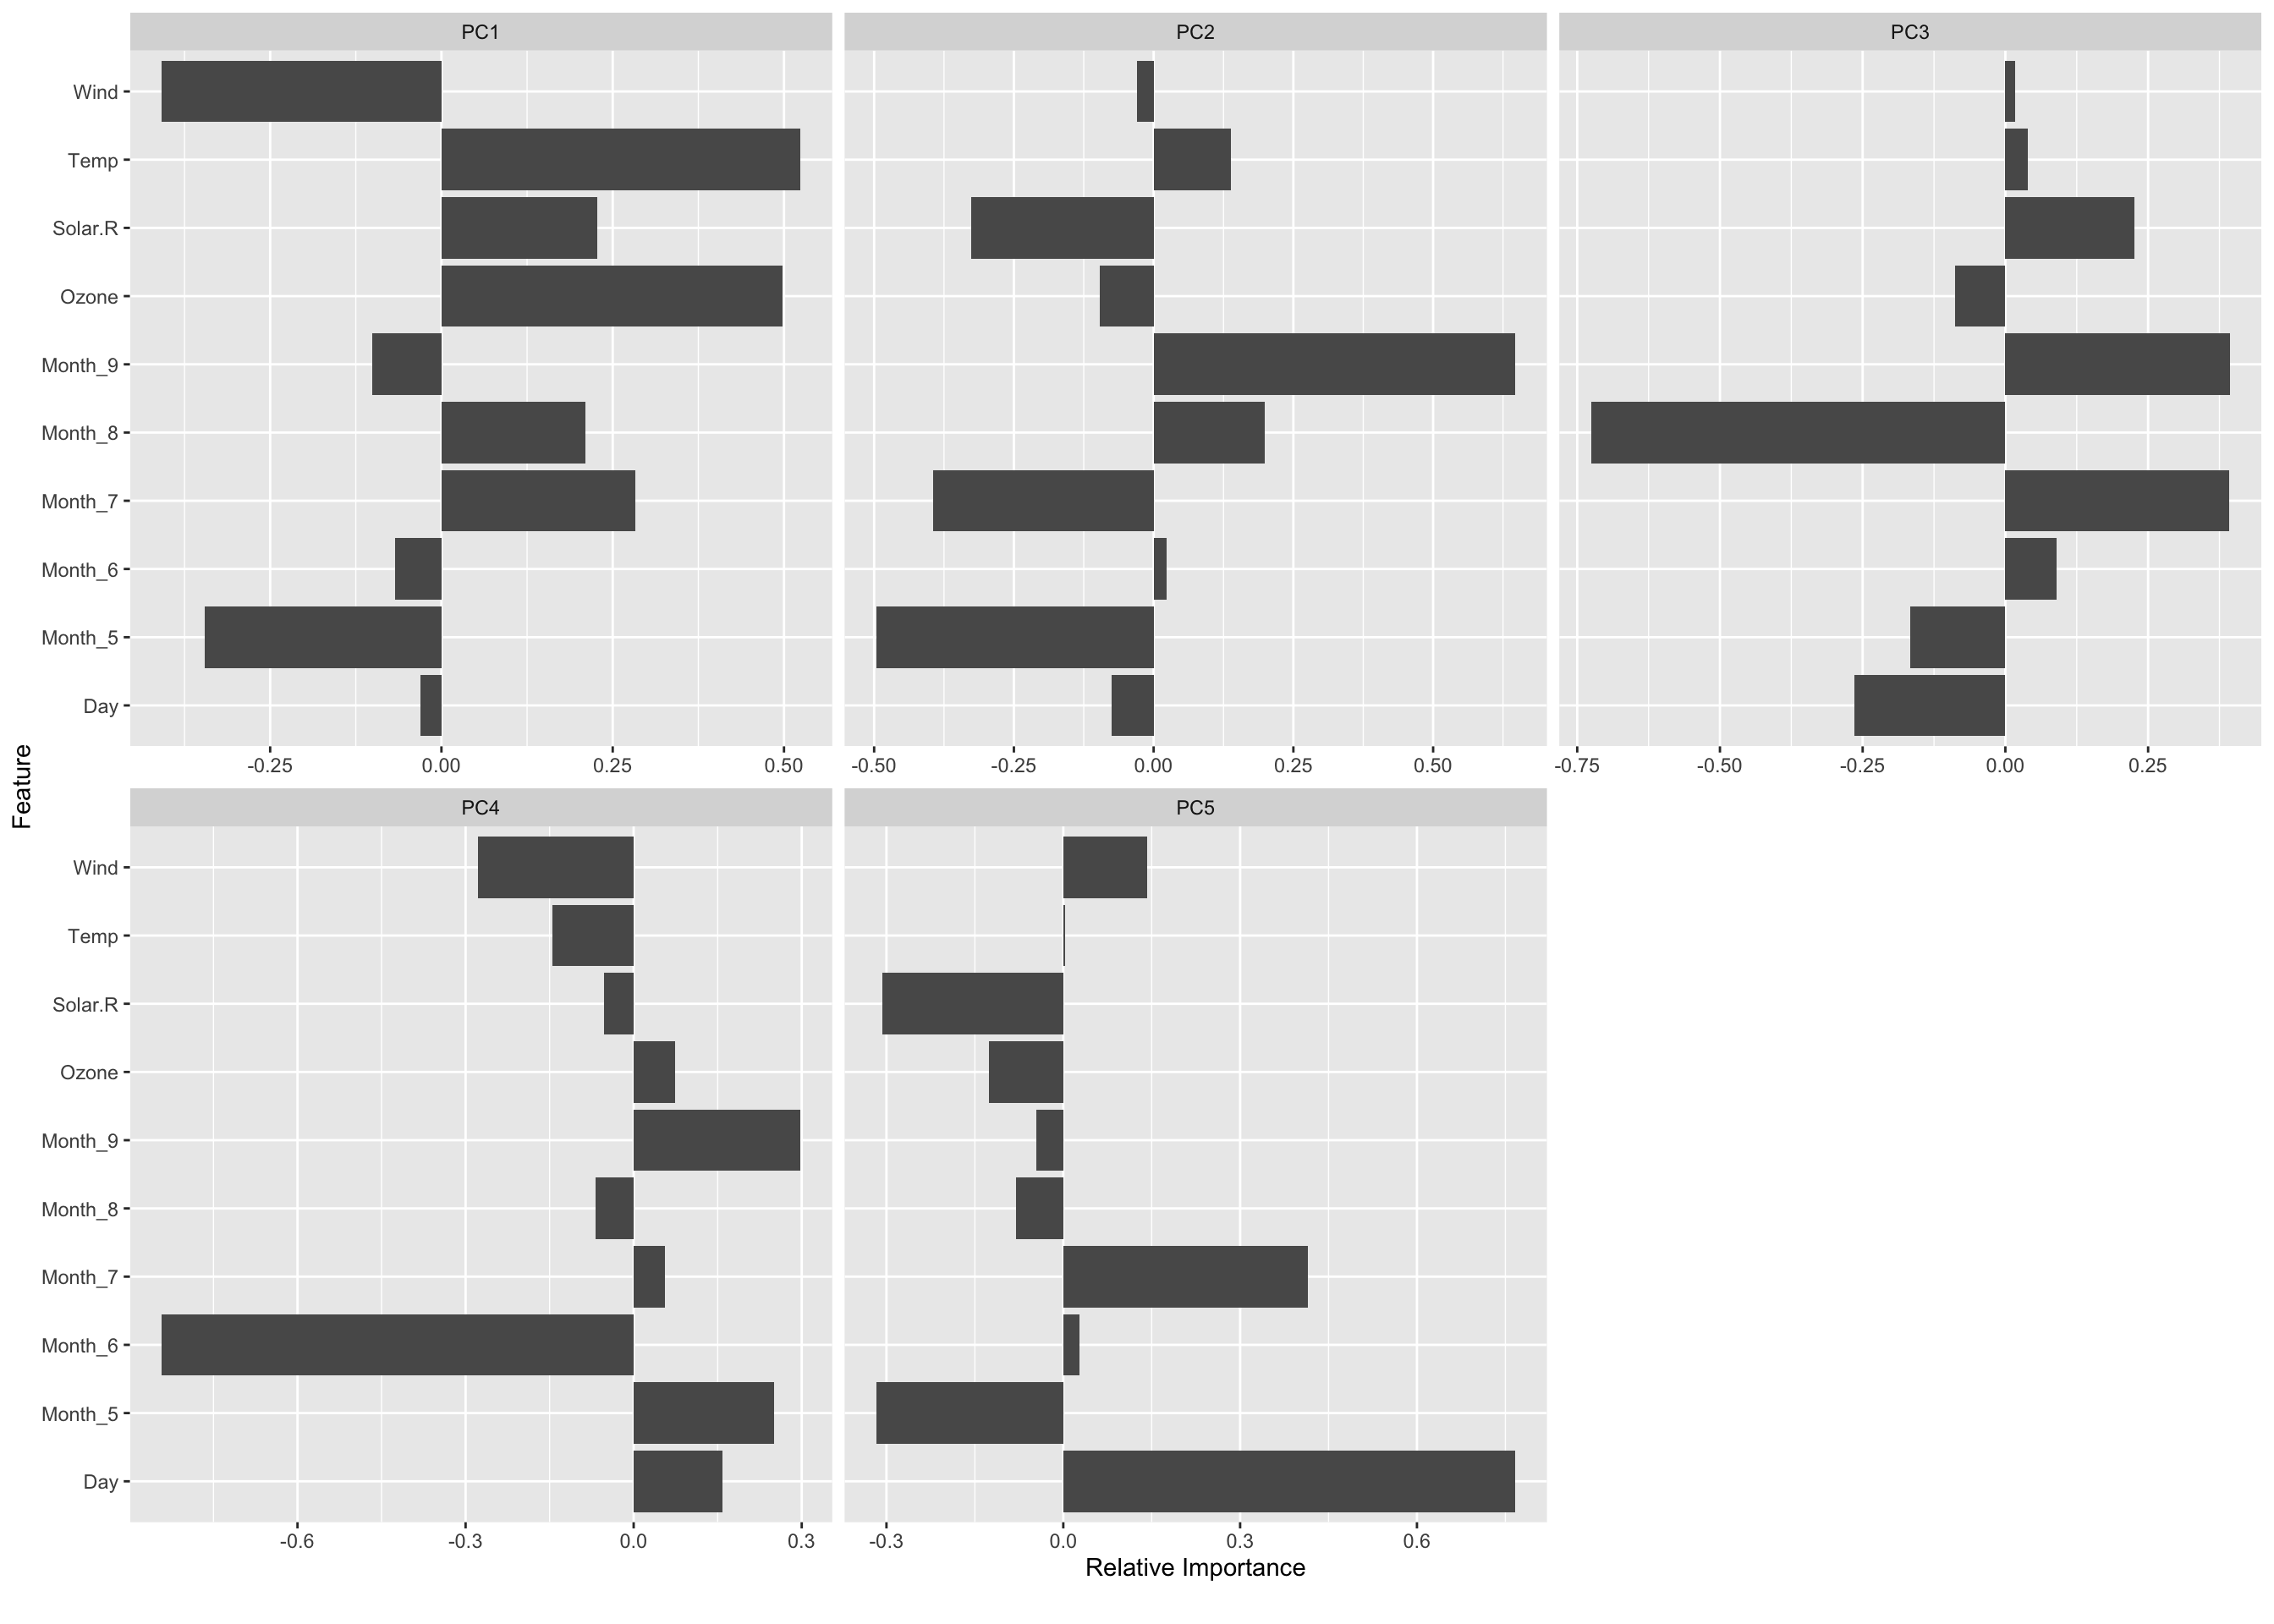 PC1
PC2
PC3
Wind
Temp
Solar.R
Ozone
Month_9
Month_8
Month_7
Month_6
Month_5
Day
-0.25 0.00 0.25 0.50
-0.50 -0.25 0.00 0.25 0.50
-0.75 -0.50 -0.25 0.00 0.25
Feature
PC4
PC5
Wind
Temp
Solar.R
Ozone
Month_9
Month_8
Month_7
Month_6
Month_5
Day
-0.6 -0.3 0.0 0.3
-0.3 0.0 0.3 0.6
Relative Importance